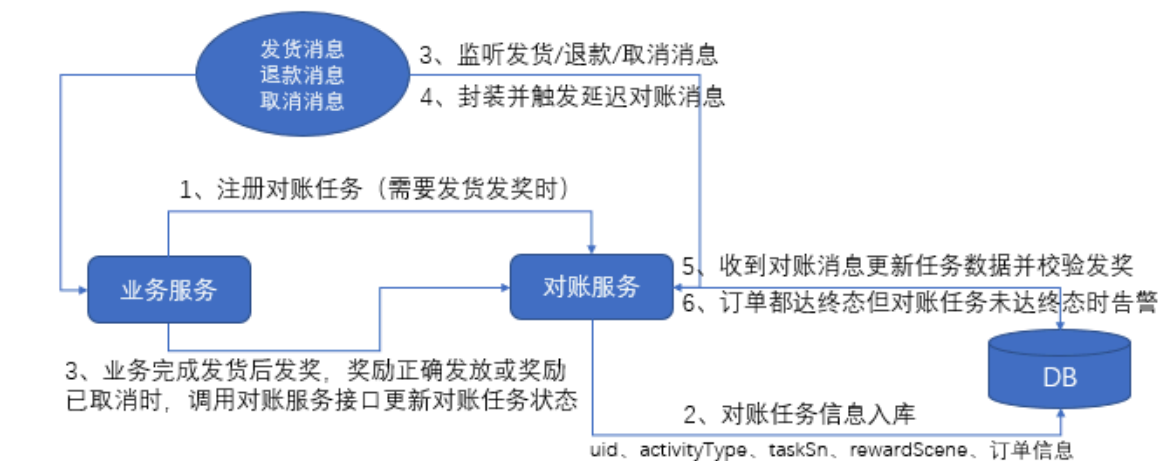 发货消息
退款消息
取消消息
3、监听发货/退款/取消消息
4、封装并触发延迟对账消息
1、注册对账任务（需要发货发奖时）
业务服务
对账服务
5、收到对账消息更新任务数据并校验发奖
6、订单都达终态但对账任务未达终态时告警
3、业务完成发货后发奖，奖励正确发放或奖励
已取消时，调用对账服务接口更新对账任务状态
DB
2、对账任务信息入库
uid、activityType、taskSn、rewardScene、订单信息